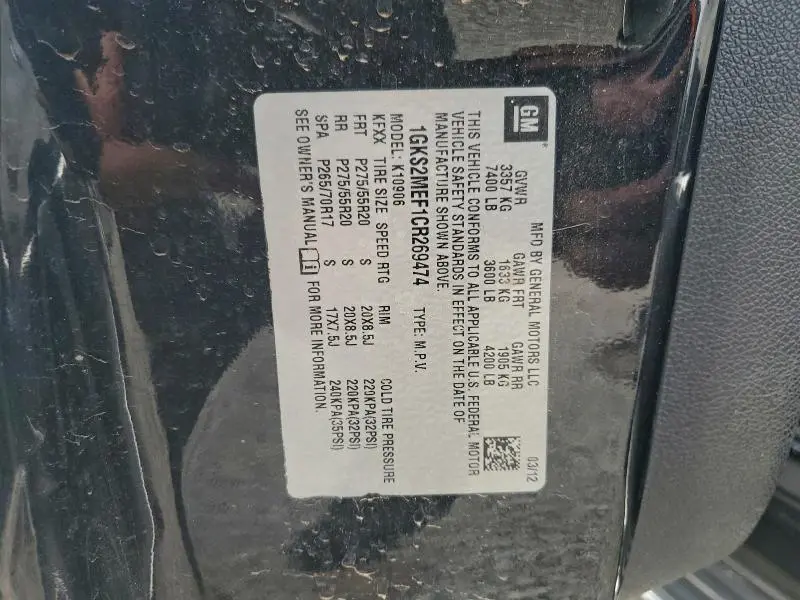 GM
MFD BY GENERAL MOTORS LLC 03/12
GVWR GAWR FRT GAWR RR
3357 KG 1633 KG 1905 KG
7400 LB 3600 LB 4200 LB
THIS VEHICLE CONFORMS TO ALL APPLICABLE U.S. FEDERAL MOTOR
VEHICLE SAFETY STANDARDS IN EFFECT ON THE DATE OF
MANUFACTURE SHOWN ABOVE.
1GKS2MEF1CR269474 TYPE: M.P.V.
MODEL: K10906
KFXX TIRE SIZE SPEED RTG RIM COLD TIRE PRESSURE
FRT P275/55R20 S 20X8.5J 220KPA(32PSI)
RR P275/55R20 S 20X8.5J 220KPA(32PSI)
SPA P265/70R17 S 17X7.5J 240KPA(35PSI)
SEE OWNER'S MANUAL FOR MORE INFORMATION.